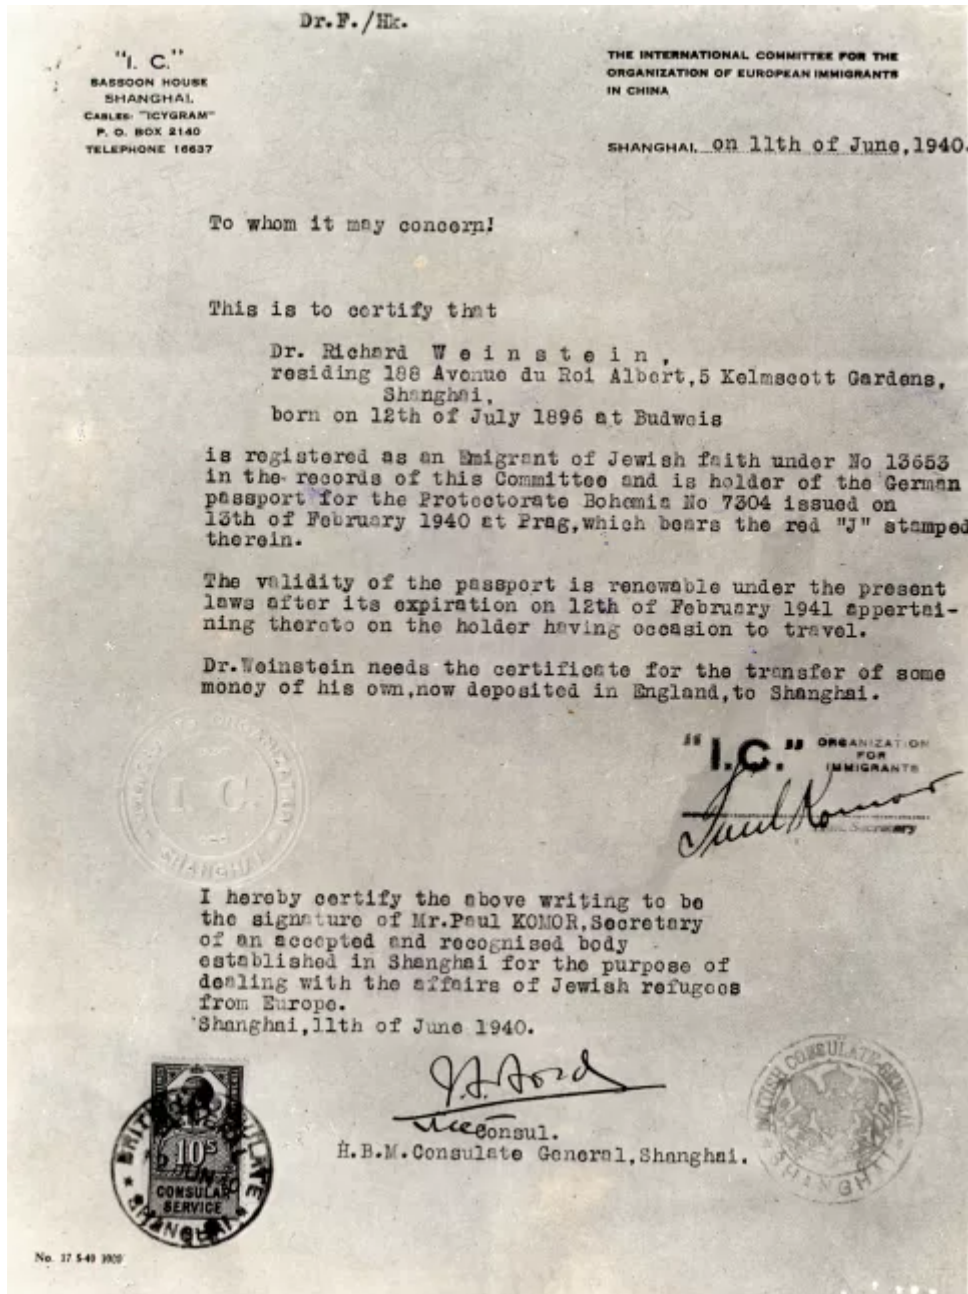 Dr.F./Hk.
"I. C."
SASSOON HOUSE
SHANGHAI.
CABLES: "ICYGRAM"
P. O. BOX 2140
TELEPHONE 16637
THE INTERNATIONAL COMMITTEE FOR THE
ORGANIZATION OF EUROPEAN IMMIGRANTS
IN CHINA
SHANGHAI, on 11th of June,1940.
To whom it may concern!
This is to certify that
Dr. Richard W e i n s t e i n ,
residing 188 Avenue du Roi Albert,5 Kelmscott Gardens,
Shanghai,
born on 12th of July 1896 at Budweis
is registered as an Emigrant of Jewish faith under No 13653
in the records of this Committee and is holder of the German
passport for the Protectorate Bohemia No 7304 issued on
13th of February 1940 at Prag,which bears the red "J" stamped
therein.
The validity of the passport is renewable under the present
laws after its expiration on 12th of February 1941 appertai-
ning thereto on the holder having occasion to travel.
Dr.Weinstein needs the certificate for the transfer of some
money of his own,now deposited in England,to Shanghai.
"I.C." ORGANIZATION
FOR
IMMIGRANTS
Paul Komor
Secretary
I. C.
SHANGHAI
I hereby certify the above writing to be
the signature of Mr.Paul KOMOR,Secretary
of an accepted and recognised body
established in Shanghai for the purpose of
dealing with the affairs of Jewish refugees
from Europe.
Shanghai,11th of June 1940.
Vice Consul.
H.B.M.Consulate General,Shanghai.
BRITISH CONSULATE
10S
JUN 40
CONSULAR
SERVICE
SHANGHAI
BRITISH CONSULATE-GENERAL
SHANGHAI